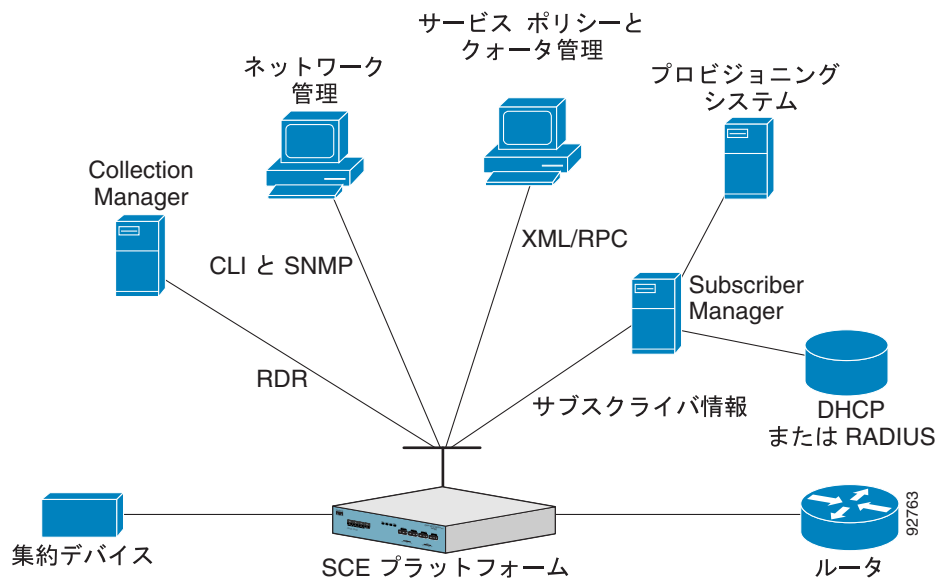 サービス ポリシーと
クォータ管理
ネットワーク
管理
プロビジョニング
システム
Collection
Manager
CLI と SNMP
XML/RPC
Subscriber
Manager
RDR
サブスクライバ情報
DHCP
または RADIUS
集約デバイス
SCE プラットフォーム
ルータ
92763